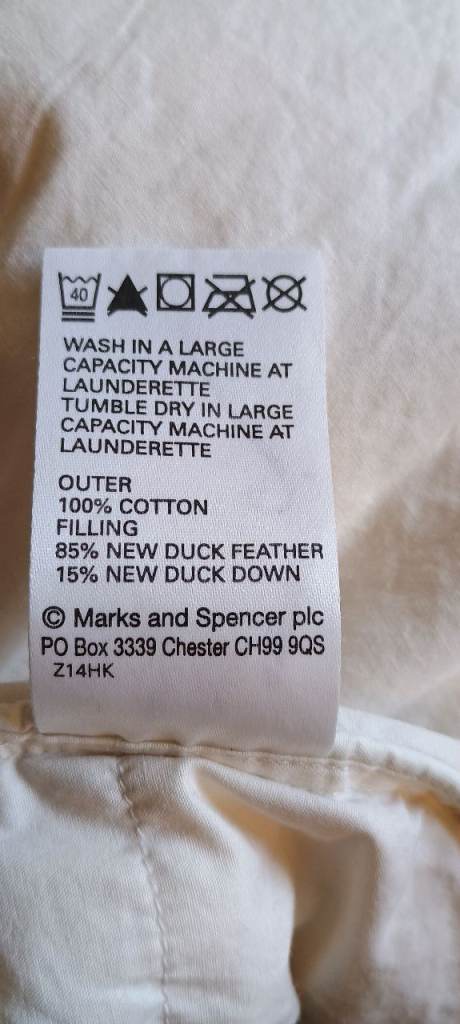 40
WASH IN A LARGE
CAPACITY MACHINE AT
LAUNDERETTE
TUMBLE DRY IN LARGE
CAPACITY MACHINE AT
LAUNDERETTE
OUTER
100% COTTON
FILLING
85% NEW DUCK FEATHER
15% NEW DUCK DOWN
© Marks and Spencer plc
PO Box 3339 Chester CH99 9QS
Z14HK